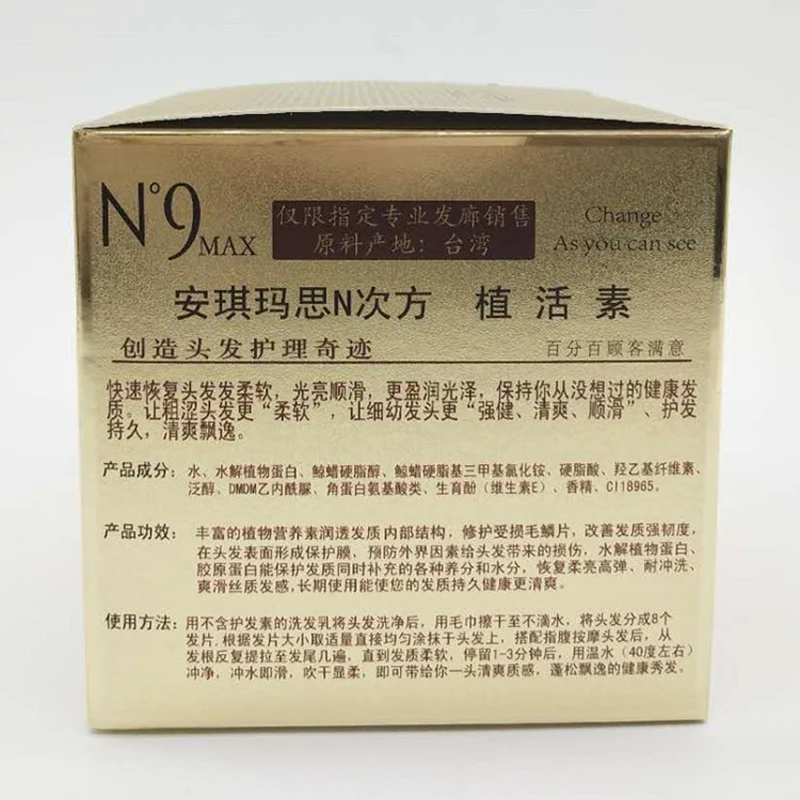 N°9 MAX
仅限指定专业发廊销售
原料产地：台湾
Change
As you can see
安琪玛思N次方 植活素
创造头发护理奇迹 百分百顾客满意
快速恢复头发发柔软，光亮顺滑，更盈润光泽，保持你从没想过的健康发
质。让粗涩头发更“柔软”，让细幼发头更“强健、清爽、顺滑”、护发
持久，清爽飘逸。
产品成分：水、水解植物蛋白、鲸蜡硬脂醇、鲸蜡硬脂基三甲基氯化铵、硬脂酸、羟乙基纤维素、
泛醇、DMDM乙内酰脲、角蛋白氨基酸类、生育酚（维生素E）、香精、CI18965。
产品功效：丰富的植物营养素润透发质内部结构，修护受损毛鳞片，改善发质强韧度，
在头发表面形成保护膜，预防外界因素给头发带来的损伤，水解植物蛋白、
胶原蛋白能保护发质同时补充的各种养分和水分，恢复柔亮高弹、耐冲洗、
爽滑丝质发感，长期使用能使您的发质持久健康更清爽。
使用方法：用不含护发素的洗发乳将头发洗净后，用毛巾擦干至不滴水，将头发分成8个
发片，根据发片大小取适量直接均匀涂抹于头发上，搭配指腹按摩头发后，从
发根反复提拉至发尾几遍，直到发质柔软，停留1-3分钟后，用温水（40度左右）
冲净，冲水即滑，吹干显柔，即可带给你一头清爽质感，蓬松飘逸的健康秀发。